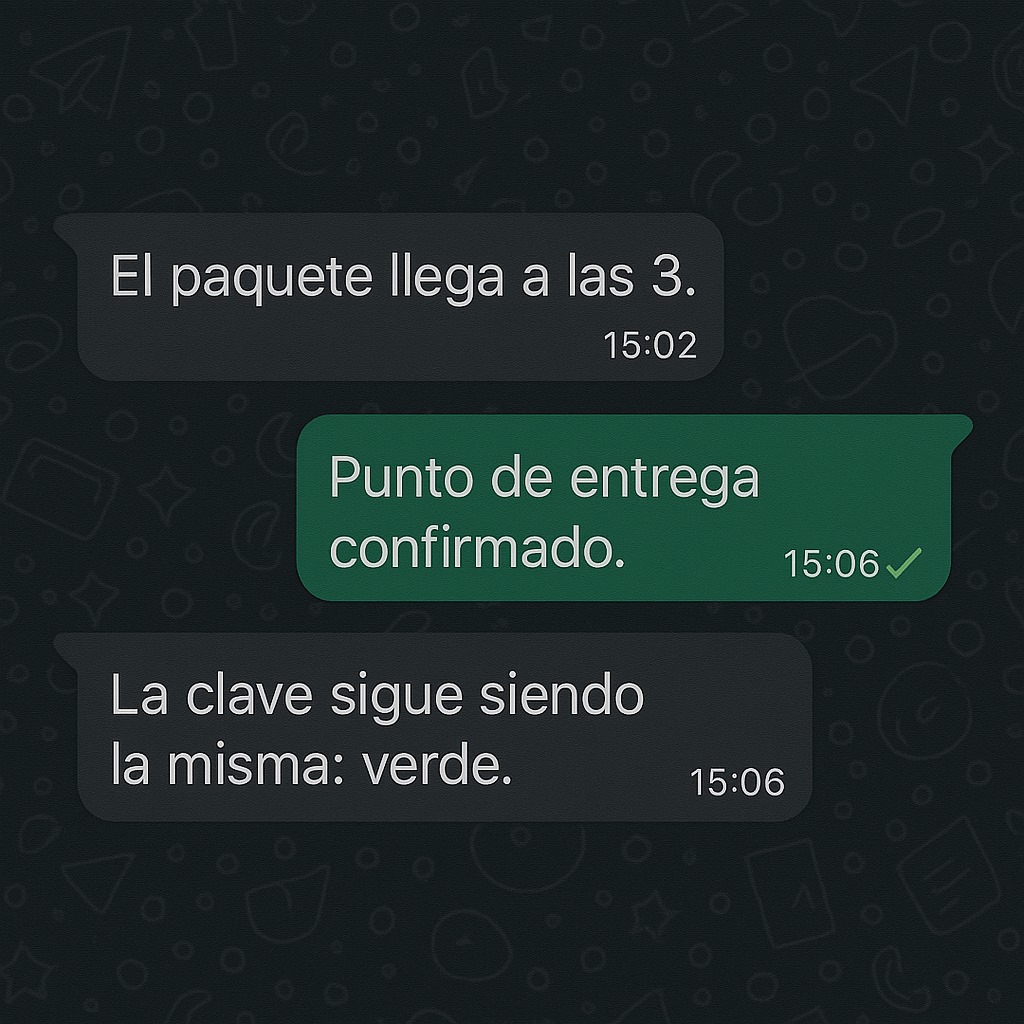 El paquete llega a las 3.
15:02
Punto de entrega
confirmado.
15:06
La clave sigue siendo
la misma: verde.
15:06